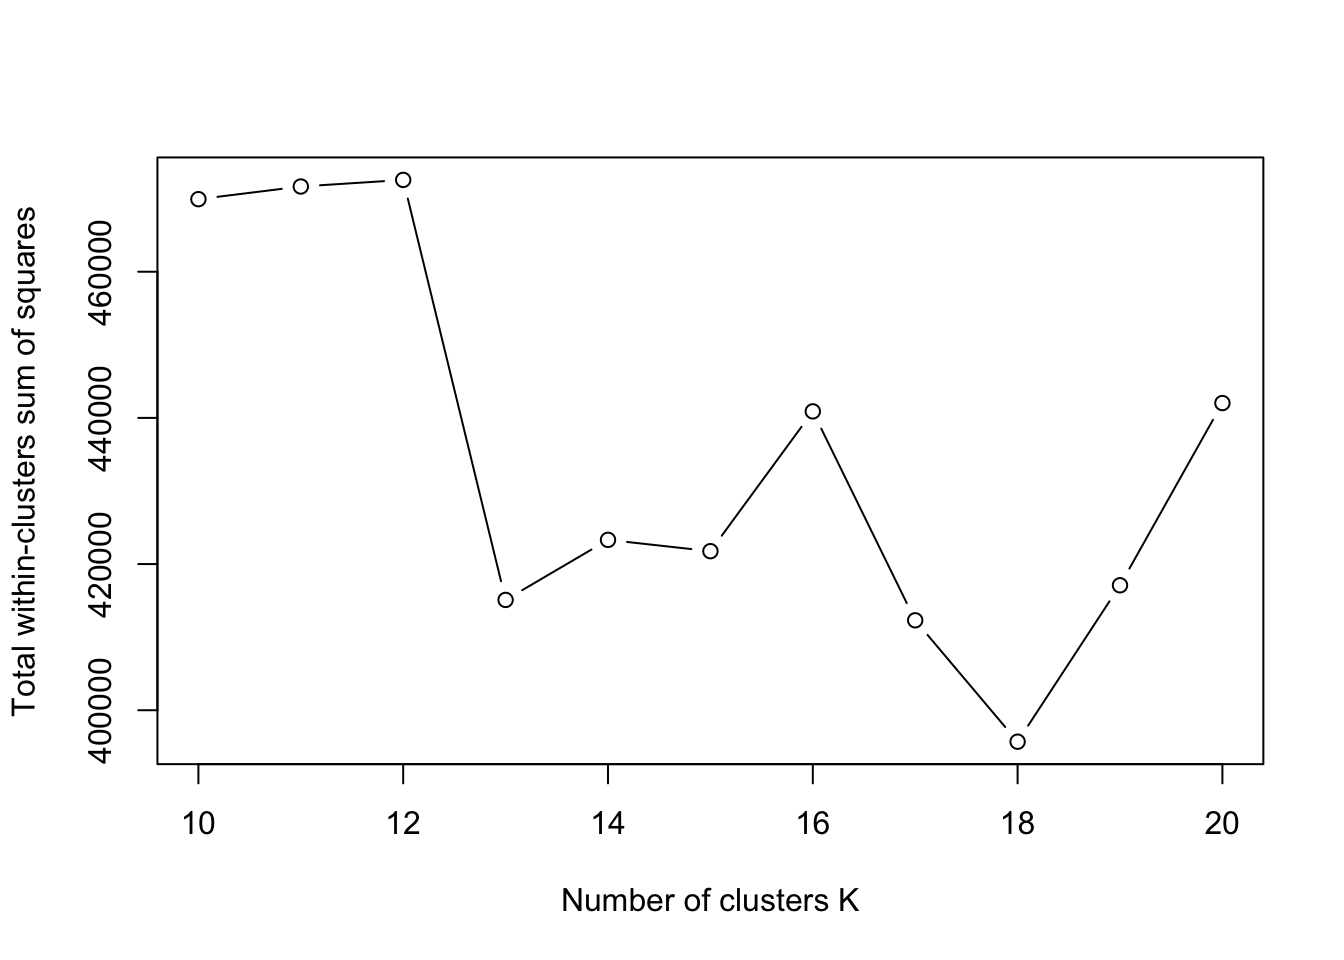 Total within-clusters sum of squares
460000
440000
420000
400000
10 12 14 16 18 20
Number of clusters K